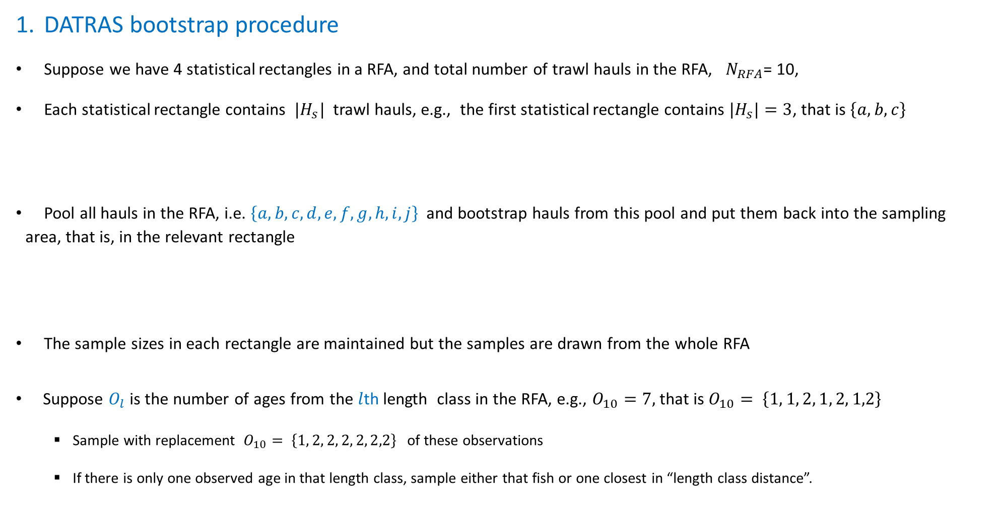 1. DATRAS bootstrap procedure
• Suppose we have 4 statistical rectangles in a RFA, and total number of trawl hauls in the RFA, $N_{RFA}$= 10,
• Each statistical rectangle contains $|H_s|$ trawl hauls, e.g., the first statistical rectangle contains $|H_s| = 3$, that is $\{a, b, c\}$
• Pool all hauls in the RFA, i.e. $\{a, b, c, d, e, f, g, h, i, j\}$ and bootstrap hauls from this pool and put them back into the sampling
area, that is, in the relevant rectangle
• The sample sizes in each rectangle are maintained but the samples are drawn from the whole RFA
• Suppose $O_l$ is the number of ages from the $l$th length class in the RFA, e.g., $O_{10} = 7$, that is $O_{10} = \{1, 1, 2, 1, 2, 1,2\}$
▪ Sample with replacement $O_{10} = \{1, 2, 2, 2, 2, 2,2\}$ of these observations
▪ If there is only one observed age in that length class, sample either that fish or one closest in “length class distance”.